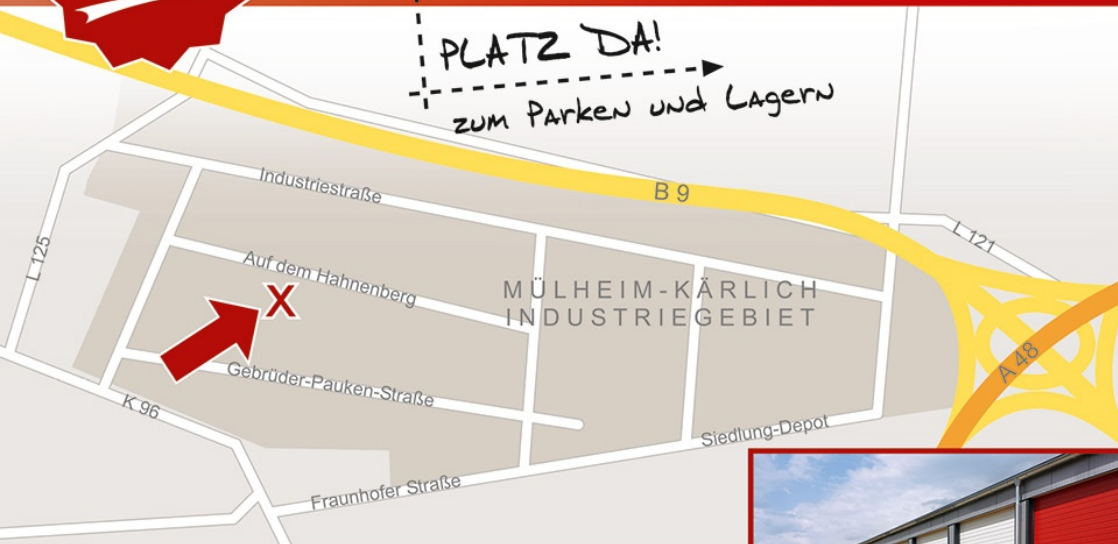 PLATZ DA!
zum Parken und Lagern
Industriestraße
B 9
L 121
L 125
Auf dem Hahnenberg
MÜLHEIM-KÄRLICH
INDUSTRIEGEBIET
X
A 48
Gebrüder-Pauken-Straße
K 96
Siedlung-Depot
Fraunhofer Straße